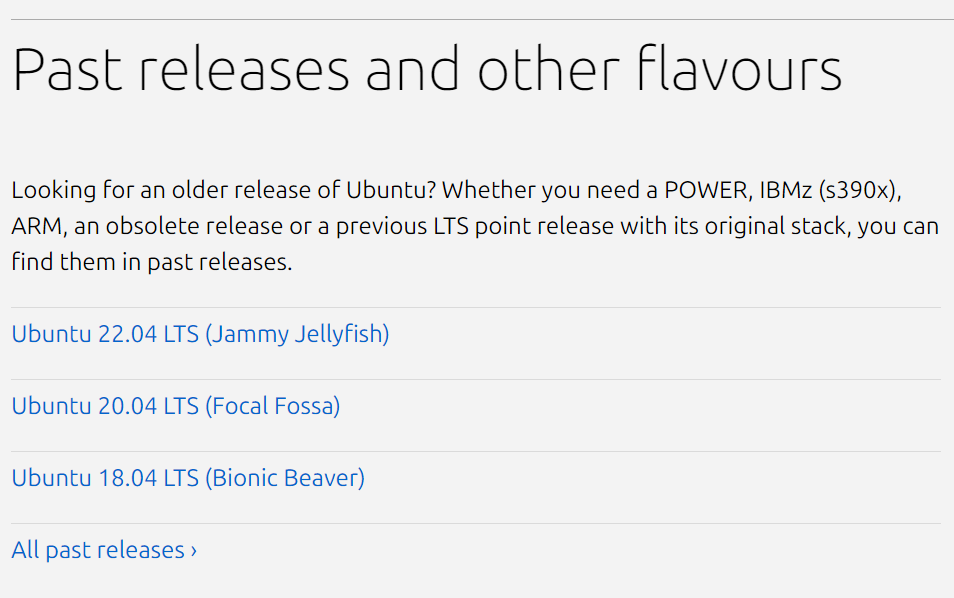 Past releases and other flavours
Looking for an older release of Ubuntu? Whether you need a POWER, IBMz (s390x),
ARM, an obsolete release or a previous LTS point release with its original stack, you can
find them in past releases.
Ubuntu 22.04 LTS (Jammy Jellyfish)
Ubuntu 20.04 LTS (Focal Fossa)
Ubuntu 18.04 LTS (Bionic Beaver)
All past releases ›